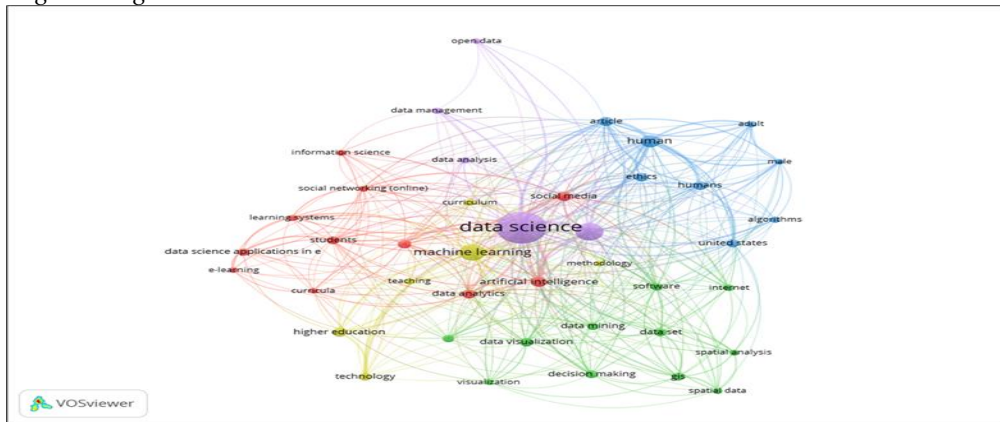 open data
data management
article
adult
human
information science
data analysis
male
ethics
humans
social networking (online)
social media
curriculum
learning systems
algorithms
data science
students
united states
data science applications in e
machine learning
methodology
e-learning
teaching
artificial intelligence
software
internet
curricula
data analytics
data mining
higher education
data set
data visualization
spatial analysis
technology
decision making
gis
visualization
spatial data
VOSviewer